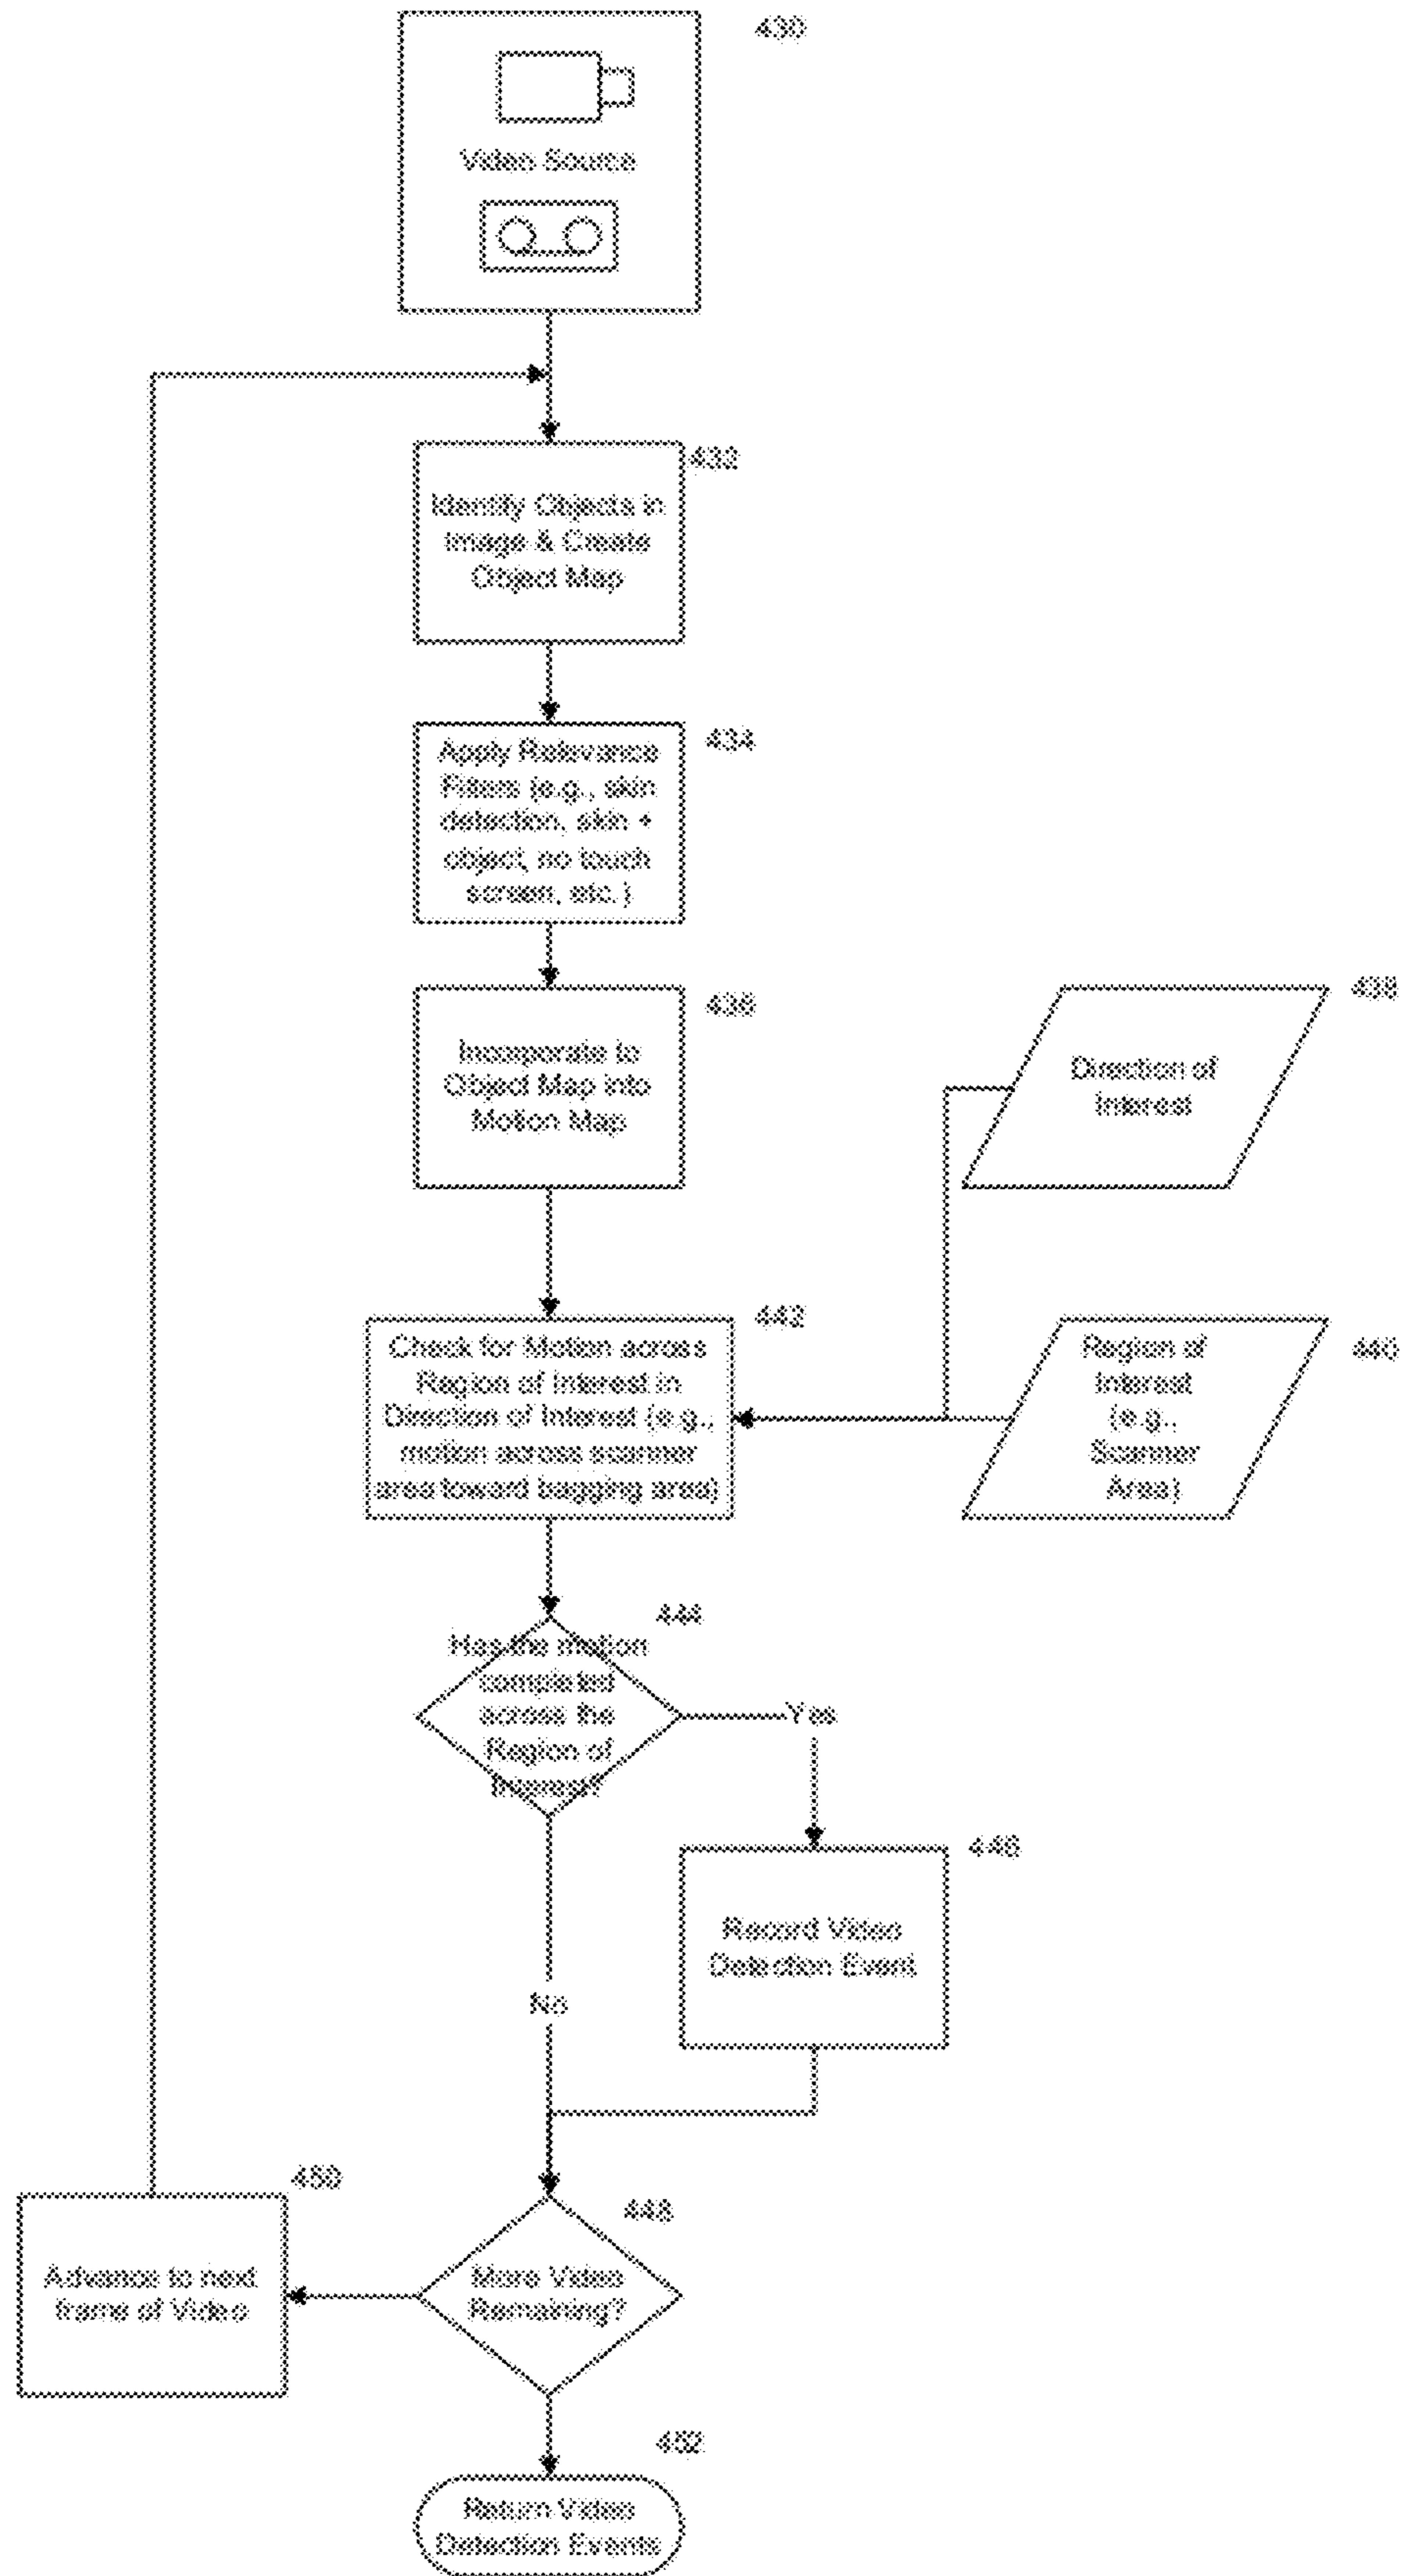 430
Video Source
432
Identify Objects in
Image & Create
Object Map
434
Apply Relevance
Filters (e.g., skin
detection, skin +
object, no touch
screen, etc.)
436
Incorporate to
Object Map into
Motion Map
438
Direction of
Interest
442
Check for Motion across
Region of Interest in
Direction of Interest (e.g.,
motion across scanner
area toward bagging area)
440
Region of
Interest
(e.g.,
Scanner
Area)
444
Has the motion
completed
across the
Region of
Interest?
Yes
446
Record Video
Detection Event
No
450
Advance to next
frame of Video
448
More Video
Remaining?
452
Return Video
Detection Events